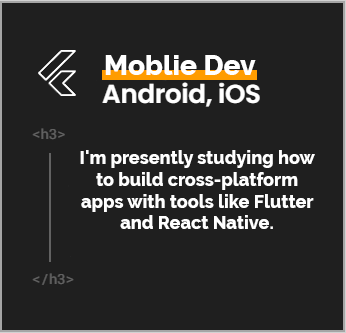 Moblie Dev
Android, iOS
<h3>
I'm presently studying how
to build cross-platform
apps with tools like Flutter
and React Native.
</h3>